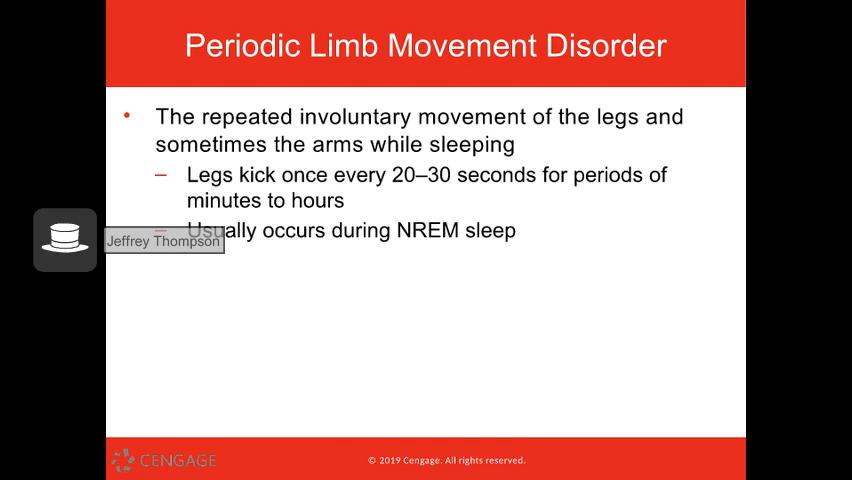 Periodic Limb Movement Disorder
• The repeated involuntary movement of the legs and
sometimes the arms while sleeping
– Legs kick once every 20–30 seconds for periods of
minutes to hours
– Usually occurs during NREM sleep
Jeffrey Thompson
CENGAGE
© 2019 Cengage. All rights reserved.